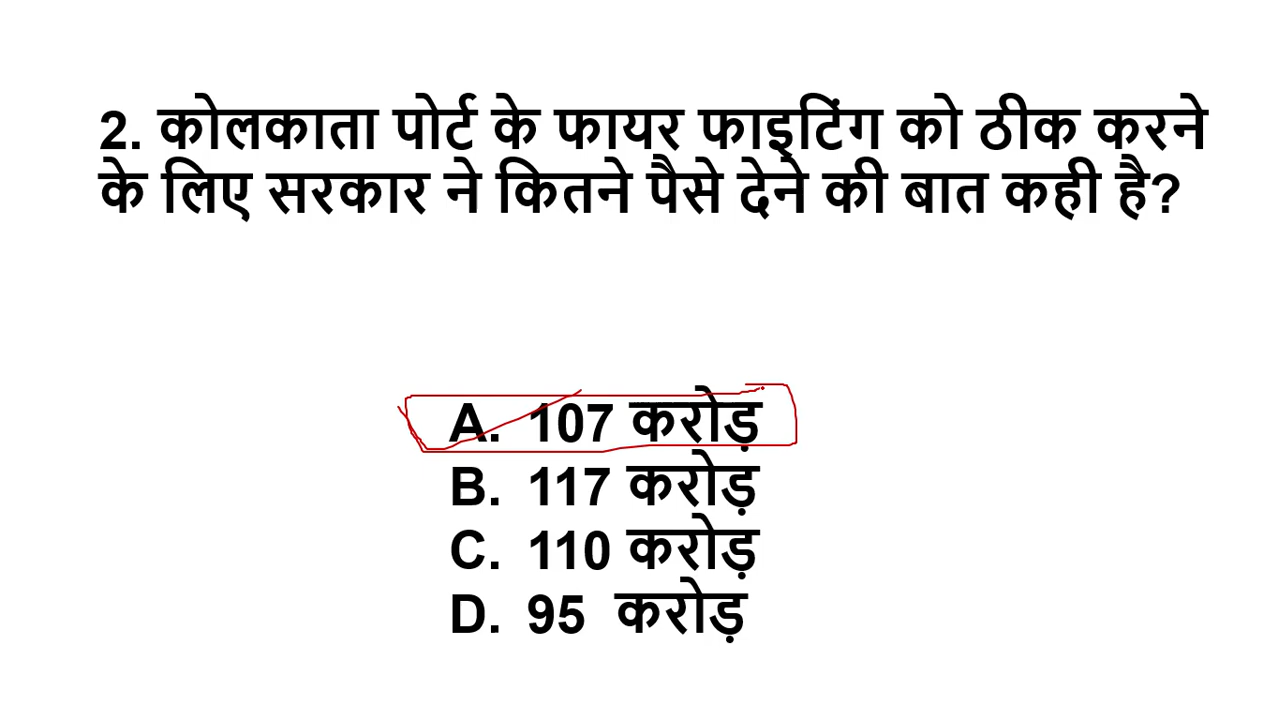 2. कोलकाता पोर्ट के फायर फाइटिंग को ठीक करने
के लिए सरकार ने कितने पैसे देने की बात कही है?
A. 107 करोड़
B. 117 करोड़
C. 110 करोड़
D. 95 करोड़